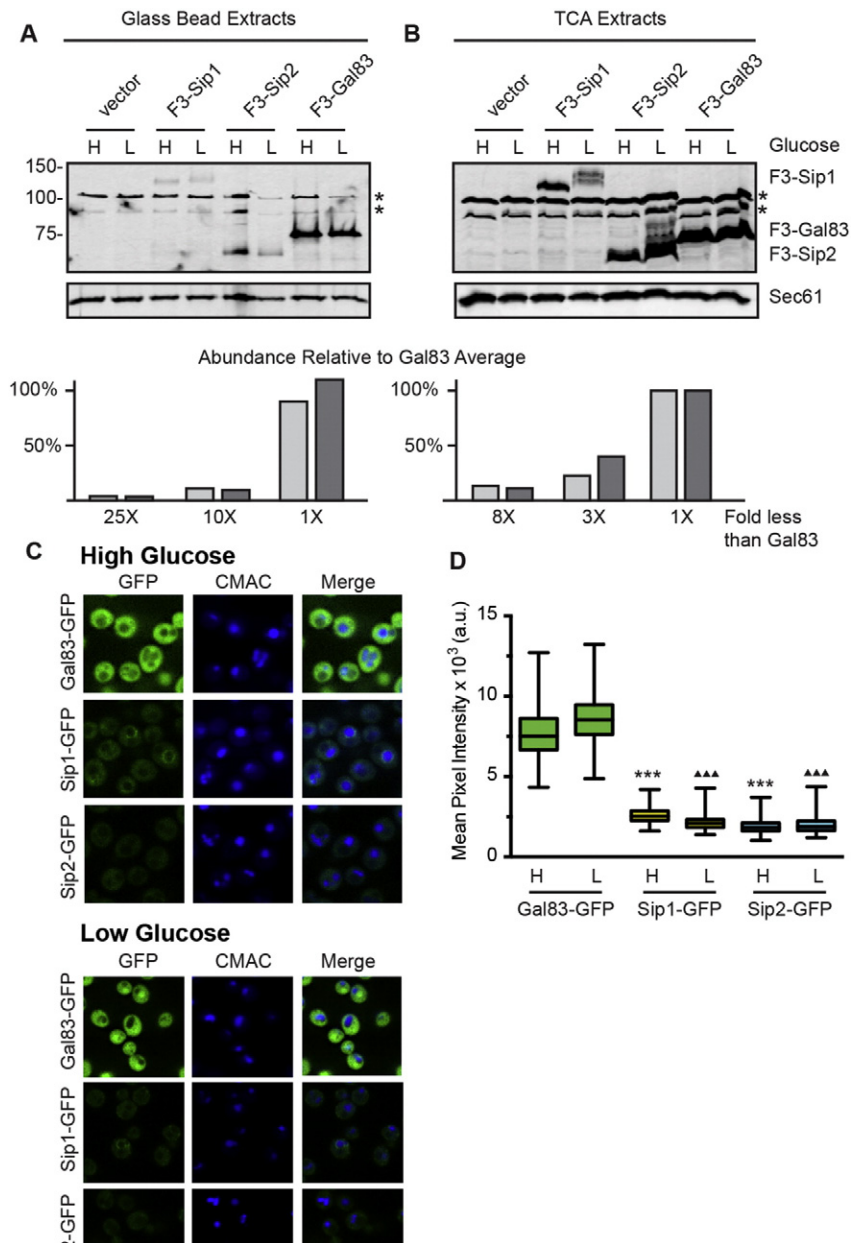 A
Glass Bead Extracts
vector
F3-Sip1
F3-Sip2
F3-Gal83
H L H L H L H L
150-
100-
75-
*
*
B
TCA Extracts
vector
F3-Sip1
F3-Sip2
F3-Gal83
H L H L H L H L
Glucose
F3-Sip1
*
*
F3-Gal83
F3-Sip2
Sec61
Abundance Relative to Gal83 Average
100%
50%
25X 10X 1X
100%
50%
8X 3X 1X
Fold less
than Gal83
C
High Glucose
GFP CMAC Merge
Gal83-GFP
Sip1-GFP
Sip2-GFP
Low Glucose
GFP CMAC Merge
Gal83-GFP
Sip1-GFP
2-GFP
D
Mean Pixel Intensity x 10³ (a.u.)
15
10
5
0
*** ▲▲▲ *** ▲▲▲
H L H L H L
Gal83-GFP Sip1-GFP Sip2-GFP